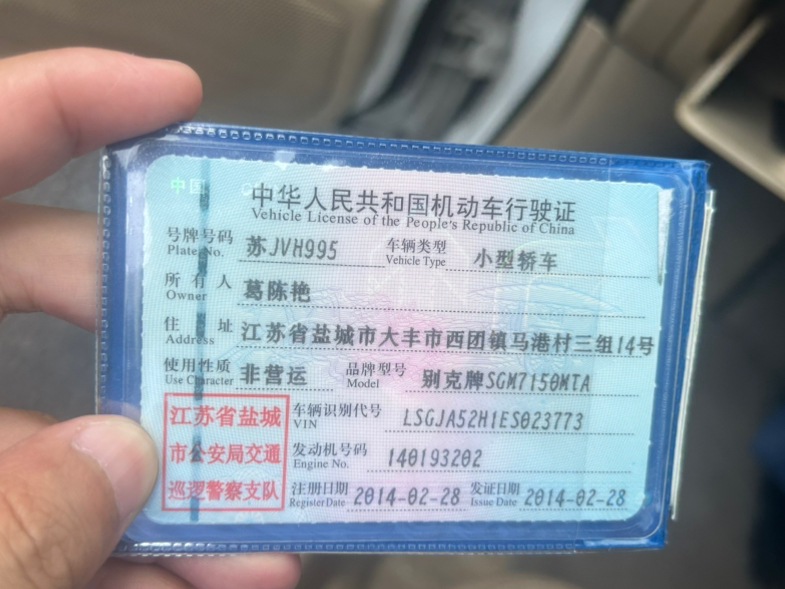 中国
中华人民共和国机动车行驶证
Vehicle License of the People's Republic of China
号牌号码 苏JVH995 车辆类型 小型轿车
Plate No. Vehicle Type
所有人 葛陈艳
Owner
住址 江苏省盐城市大丰市西团镇马港村三组14号
Address
使用性质 非营运 品牌型号 别克牌SGM7150MTA
Use Character Model
江苏省盐城 车辆识别代号 LSGJA52H1ES023773
VIN
市公安局交通 发动机号码 140193202
Engine No.
巡逻警察支队 注册日期 2014-02-28 发证日期 2014-02-28
Register Date Issue Date